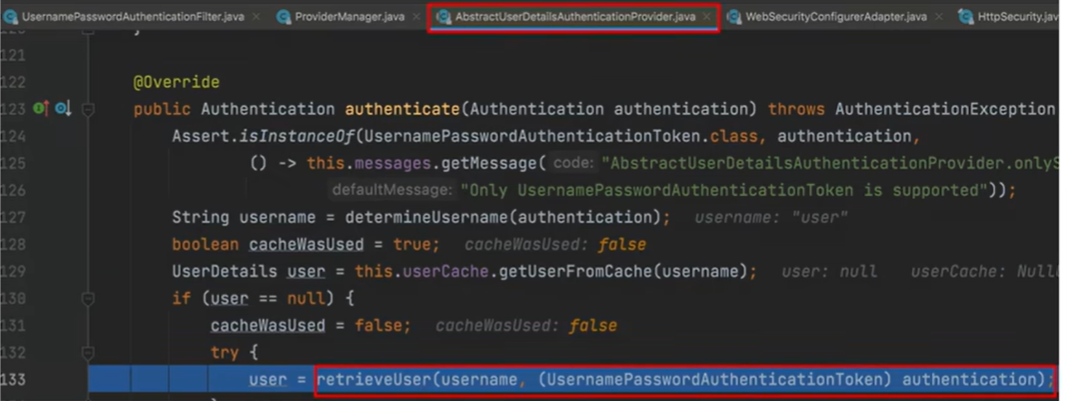 UsernamePasswordAuthenticationFilter.java × ProviderManager.java × AbstractUserDetailsAuthenticationProvider.java × WebSecurityConfigurerAdapter.java × HttpSecurity.jav
}
121
122 @Override
123 public Authentication authenticate(Authentication authentication) throws AuthenticationException
124 Assert.isInstanceOf(UsernamePasswordAuthenticationToken.class, authentication,
125 () -> this.messages.getMessage( code: "AbstractUserDetailsAuthenticationProvider.onlyS
126 defaultMessage: "Only UsernamePasswordAuthenticationToken is supported"));
127 String username = determineUsername(authentication); username: "user"
128 boolean cacheWasUsed = true; cacheWasUsed: false
129 UserDetails user = this.userCache.getUserFromCache(username); user: null userCache: Null
130 if (user == null) {
131 cacheWasUsed = false; cacheWasUsed: false
132 try {
133 user = retrieveUser(username, (UsernamePasswordAuthenticationToken) authentication);